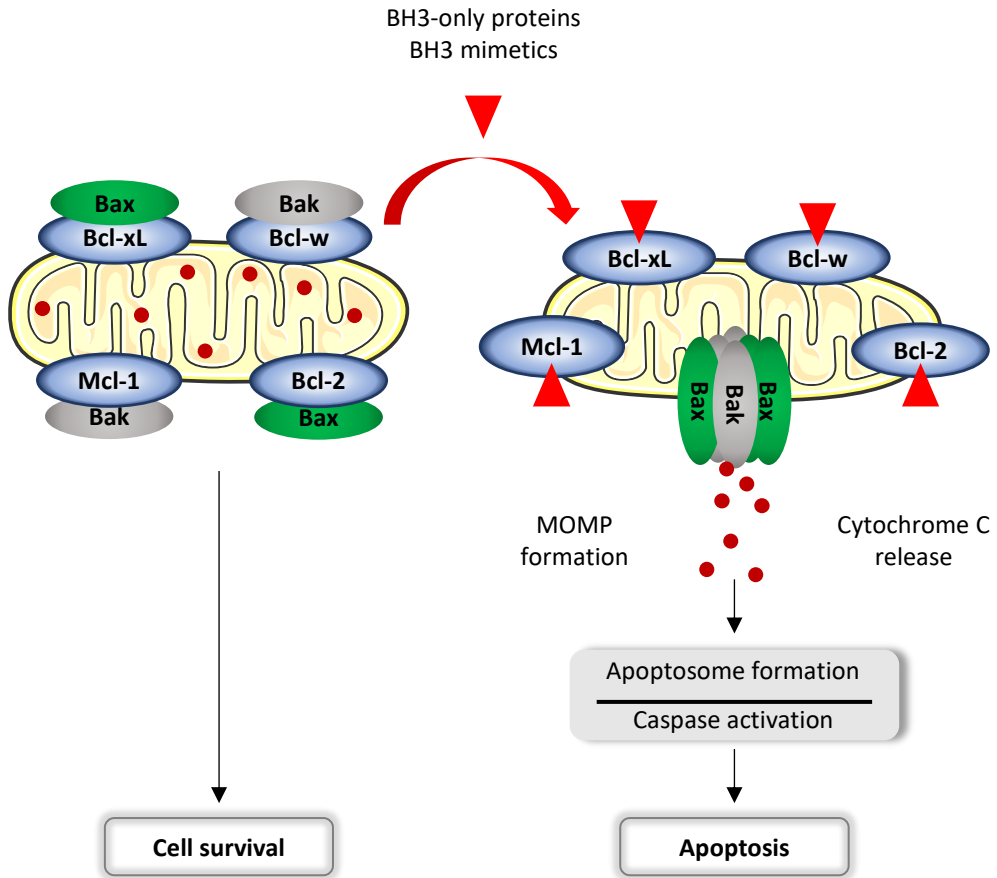 BH3-only proteins
BH3 mimetics
Bax
Bak
Bcl-xL
Bcl-w
Mcl-1
Bcl-2
Bak
Bax
Bcl-xL
Bcl-w
Mcl-1
Bcl-2
Bax
Bak
Bax
MOMP
formation
Cytochrome C
release
Apoptosome formation
Caspase activation
Cell survival
Apoptosis